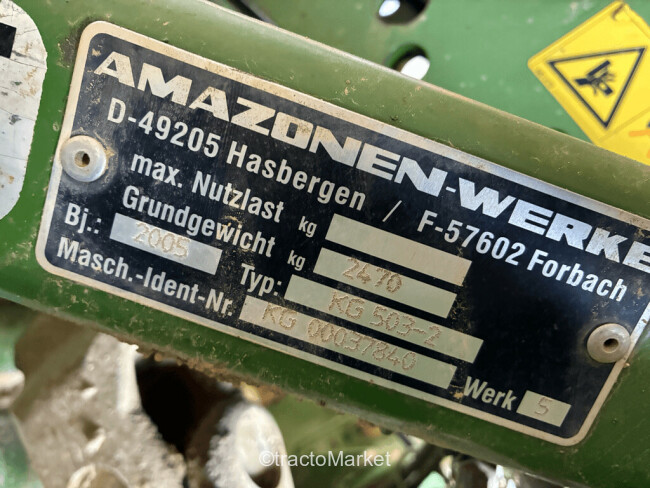 AMAZONEN-WERKE
D-49205 Hasbergen / F-57602 Forbach
max. Nutzlast kg
Grundgewicht kg 2470
Bj.: 2005 Typ: KG 503-2
Masch.-Ident-Nr. KG 00037840
Werk 5
©tractoMarket